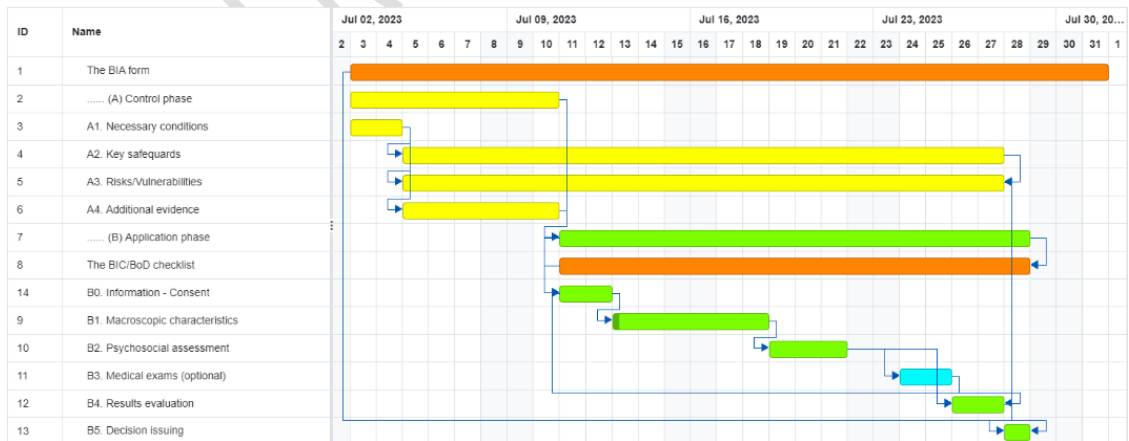 ID Name Jul 02, 2023 Jul 09, 2023 Jul 16, 2023 Jul 23, 2023 Jul 30, 20...
2 3 4 5 6 7 8 9 10 11 12 13 14 15 16 17 18 19 20 21 22 23 24 25 26 27 28 29 30 31 1
1 The BIA form
2 ...... (A) Control phase
3 A1. Necessary conditions
4 A2. Key safequards
5 A3. Risks/Vulnerabilities
6 A4. Additional evidence
7 ...... (B) Application phase
8 The BIC/BoD checklist
14 B0. Information - Consent
9 B1. Macroscopic characteristics
10 B2. Psychosocial assessment
11 B3. Medical exams (optional)
12 B4. Results evaluation
13 B5. Decision issuing